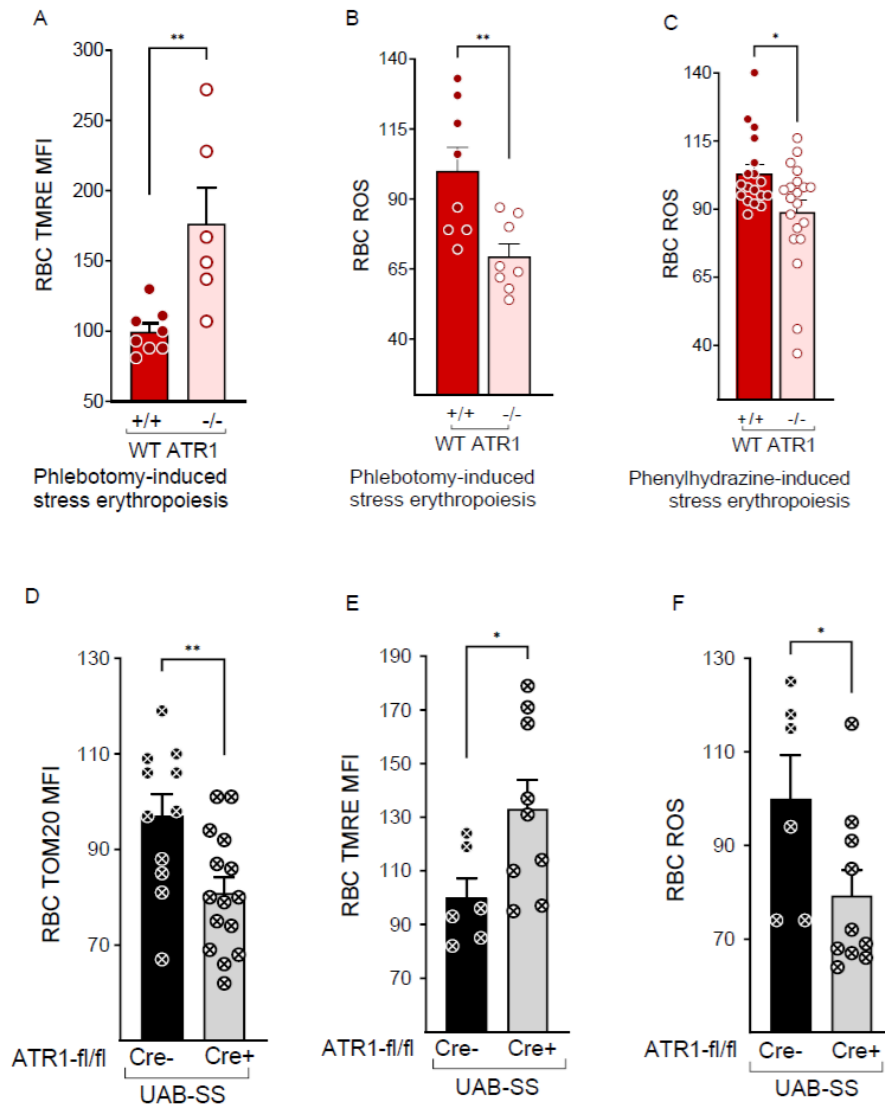 A
RBC TMRE MFI
300
250
200
150
100
50
**
+/+ -/-
WT ATR1
Phlebotomy-induced
stress erythropoiesis
B
RBC ROS
140
115
90
65
40
**
+/+ -/-
WT ATR1
Phlebotomy-induced
stress erythropoiesis
C
RBC ROS
140
115
90
65
40
*
+/+ -/-
WT ATR1
Phenylhydrazine-induced
stress erythropoiesis
D
RBC TOM20 MFI
130
110
90
70
**
ATR1-fl/fl Cre- Cre+
UAB-SS
E
RBC TMRE MFI
190
170
150
130
110
90
70
*
Cre- Cre+
UAB-SS
F
RBC ROS
130
110
90
70
*
ATR1-fl/fl Cre- Cre+
UAB-SS